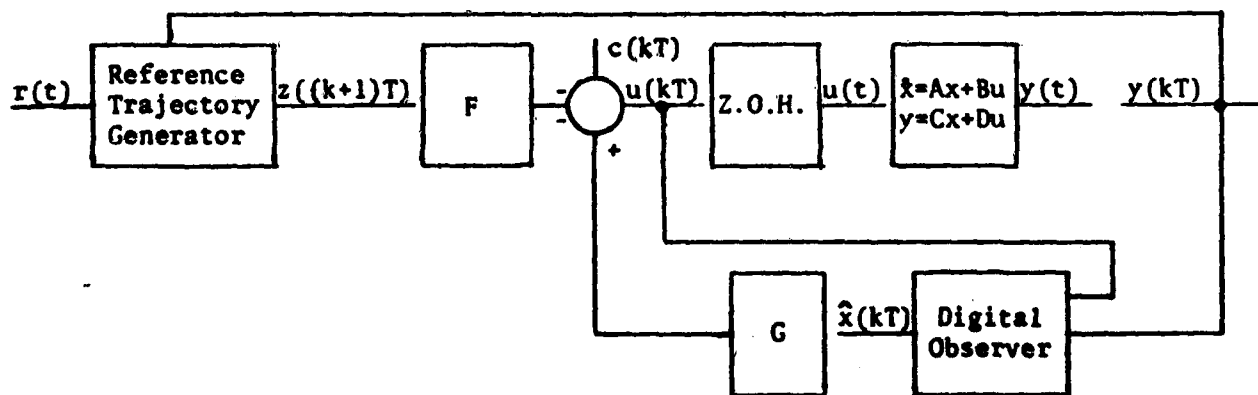 c(kT)
r(t)
Reference
Trajectory
Generator
z((k+1)T)
F
-
-
+
u(kT)
Z.O.H.
u(t)
ẋ=Ax+Bu
y=Cx+Du
y(t)
y(kT)
G
x̂(kT)
Digital
Observer